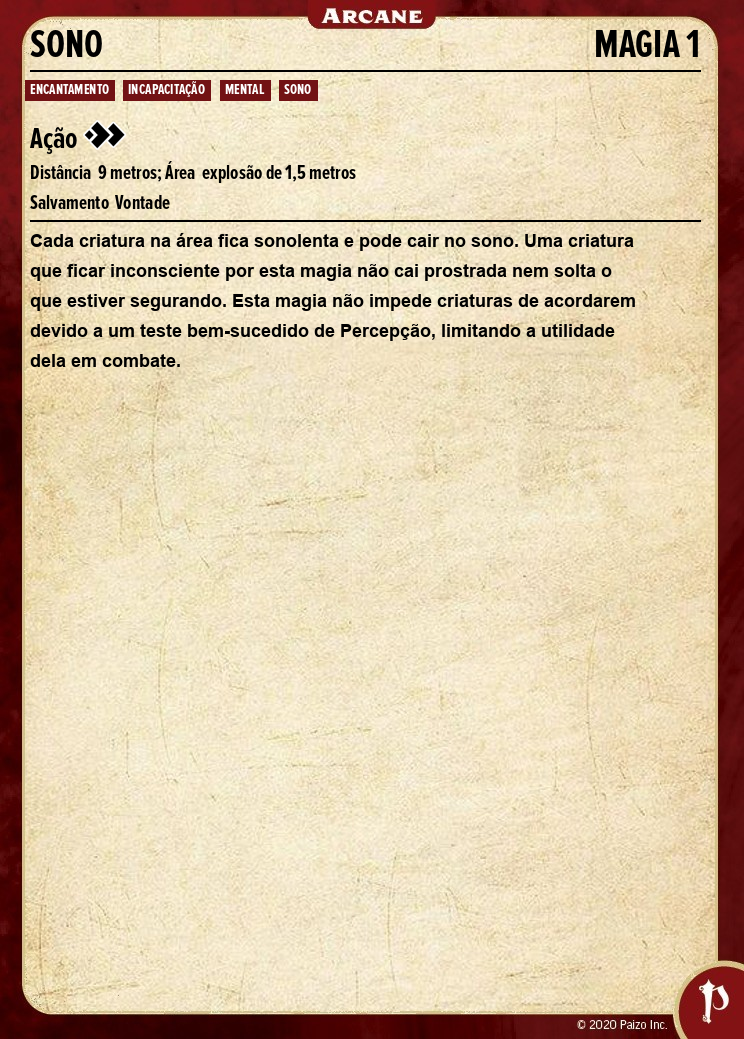 ARCANE
SONO MAGIA 1
ENCANTAMENTO INCAPACITAÇÃO MENTAL SONO
Ação
Distância 9 metros; Área explosão de 1,5 metros
Salvamento Vontade
Cada criatura na área fica sonolenta e pode cair no sono. Uma criatura
que ficar inconsciente por esta magia não cai prostrada nem solta o
que estiver segurando. Esta magia não impede criaturas de acordarem
devido a um teste bem-sucedido de Percepção, limitando a utilidade
dela em combate.
© 2020 Paizo Inc.